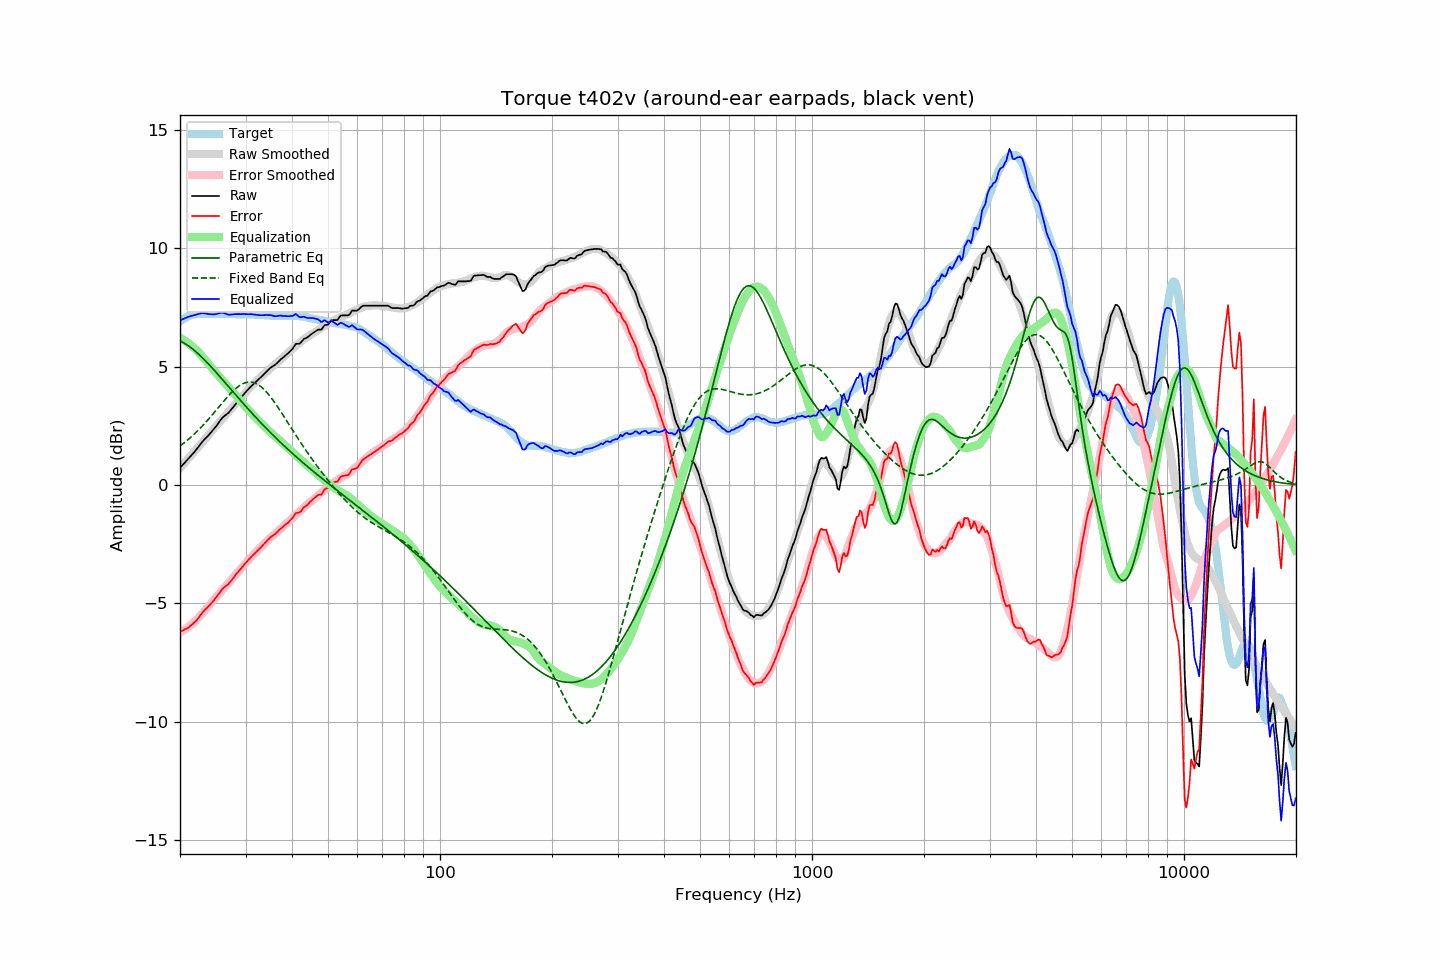 Torque t402v (around-ear earpads, black vent)
Target
Raw Smoothed
Error Smoothed
Raw
Error
Equalization
Parametric Eq
Fixed Band Eq
Equalized
15
10
5
0
−5
−10
−15
Amplitude (dBr)
100
1000
10000
Frequency (Hz)